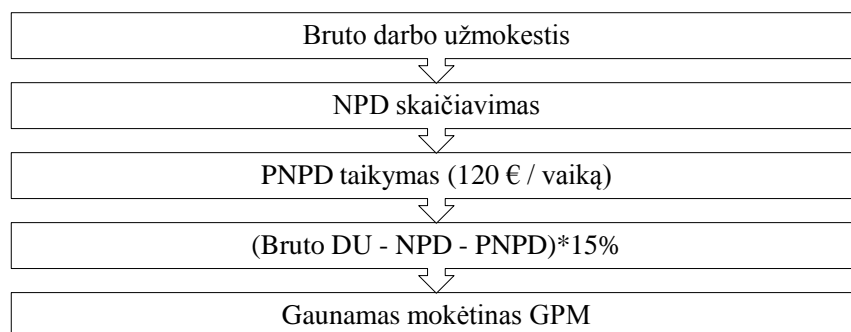 Bruto darbo užmokestis
NPD skaičiavimas
PNPD taikymas (120 € / vaiką)
(Bruto DU - NPD - PNPD)*15%
Gaunamas mokėtinas GPM